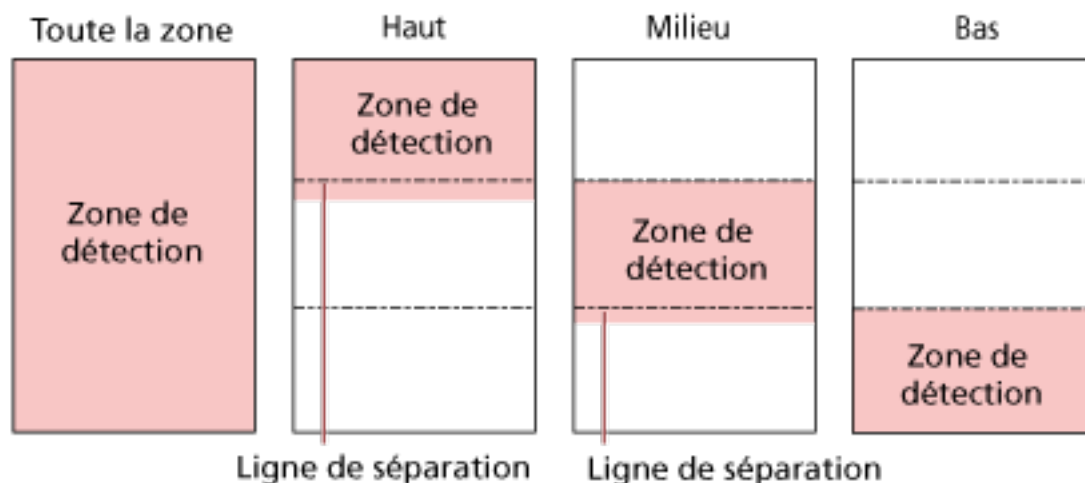 Toute la zone
Haut
Milieu
Bas
Zone de
détection
Zone de
détection
Zone de
détection
Zone de
détection
Ligne de séparation
Ligne de séparation